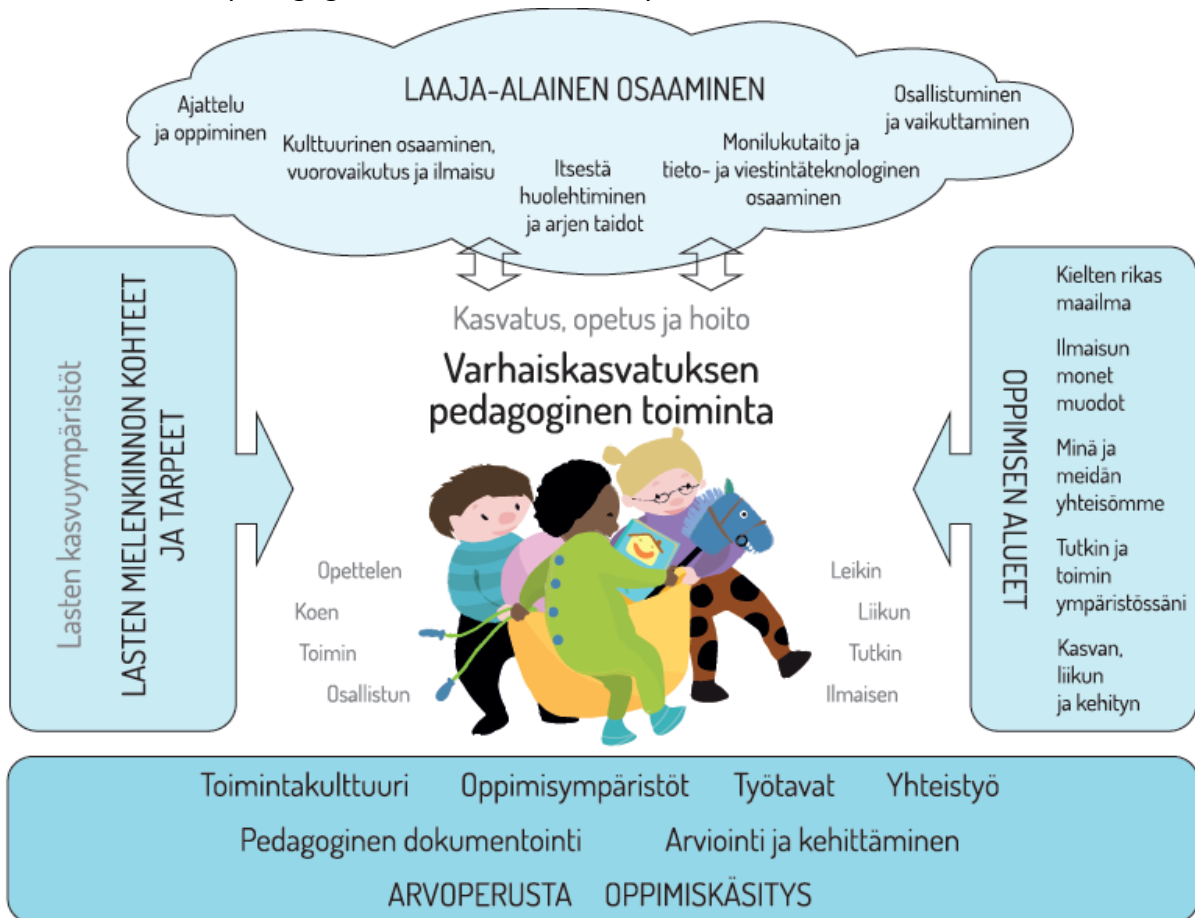 LAAJA-ALAINEN OSAAMINEN
Ajattelu
ja oppiminen
Kulttuurinen osaaminen,
vuorovaikutus ja ilmaisu
Itsestä
huolehtiminen
ja arjen taidot
Monilukutaito ja
tieto- ja viestintäteknologinen
osaaminen
Osallistuminen
ja vaikuttaminen
Lasten kasvuympäristöt
LASTEN MIELENKIINNON KOHTEET
JA TARPEET
Kasvatus, opetus ja hoito
Varhaiskasvatuksen
pedagoginen toiminta
Opettelen
Koen
Toimin
Osallistun
Leikin
Liikun
Tutkin
Ilmaisen
OPPIMISEN ALUEET
Kielten rikas
maailma
Ilmaisun
monet
muodot
Minä ja
meidän
yhteisömme
Tutkin ja
toimin
ympäristössäni
Kasvan,
liikun
ja kehityn
Toimintakulttuuri Oppimisympäristöt Työtavat Yhteistyö
Pedagoginen dokumentointi Arviointi ja kehittäminen
ARVOPERUSTA OPPIMISKÄSITYS